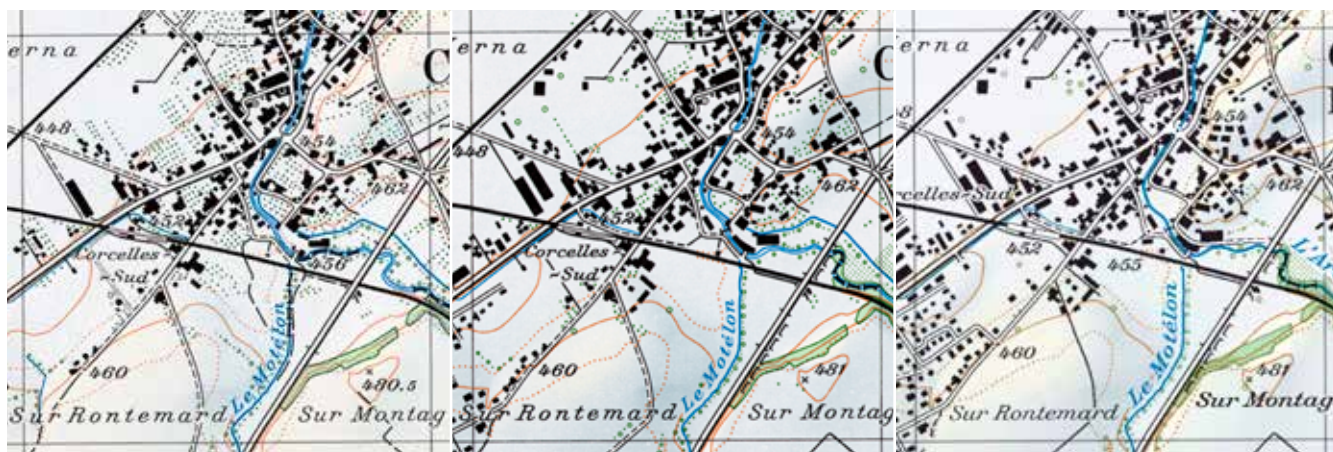 erna
C
448
454
462
452
Corcelles-
Sud
456
Le Motélon
460
480.5
Sur Rontemard
Sur Montag
erna
C
448
454
462
452
Corcelles-
Sud
Le Motélon
460
481
Sur Rontemard
Sur Montag
erna
8
454
rcelles-Sud
462
452
455
L'Ar
Le Motélon
460
481
Sur Rontemard
Sur Montag